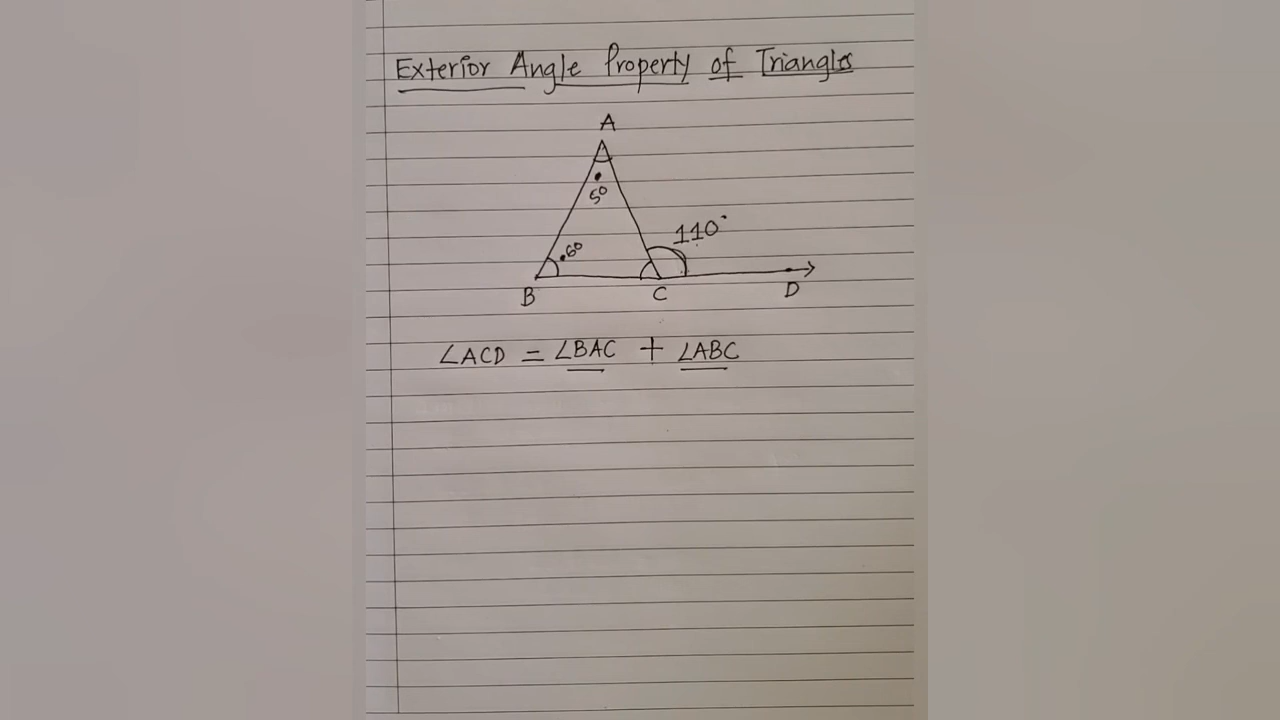 Exterior Angle Property of Triangles
A
50
.60
110°
B
C
D
∠ACD = ∠BAC + ∠ABC